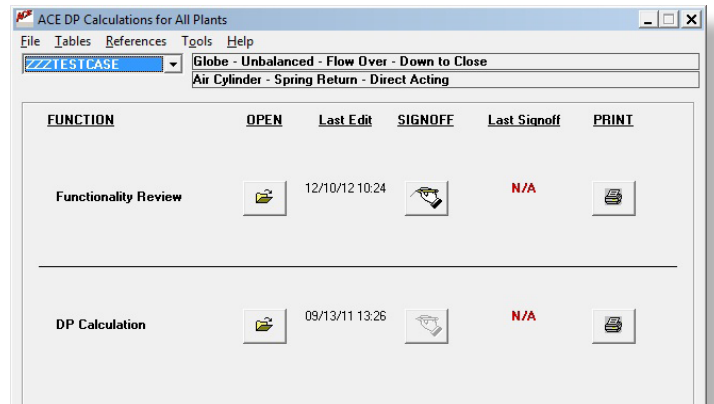 ACE DP Calculations for All Plants
File Tables References Tools Help
ZZZTESTCASE Globe - Unbalanced - Flow Over - Down to Close
Air Cylinder - Spring Return - Direct Acting
FUNCTION OPEN Last Edit SIGNOFF Last Signoff PRINT
Functionality Review 12/10/12 10:24 N/A
DP Calculation 09/13/11 13:26 N/A